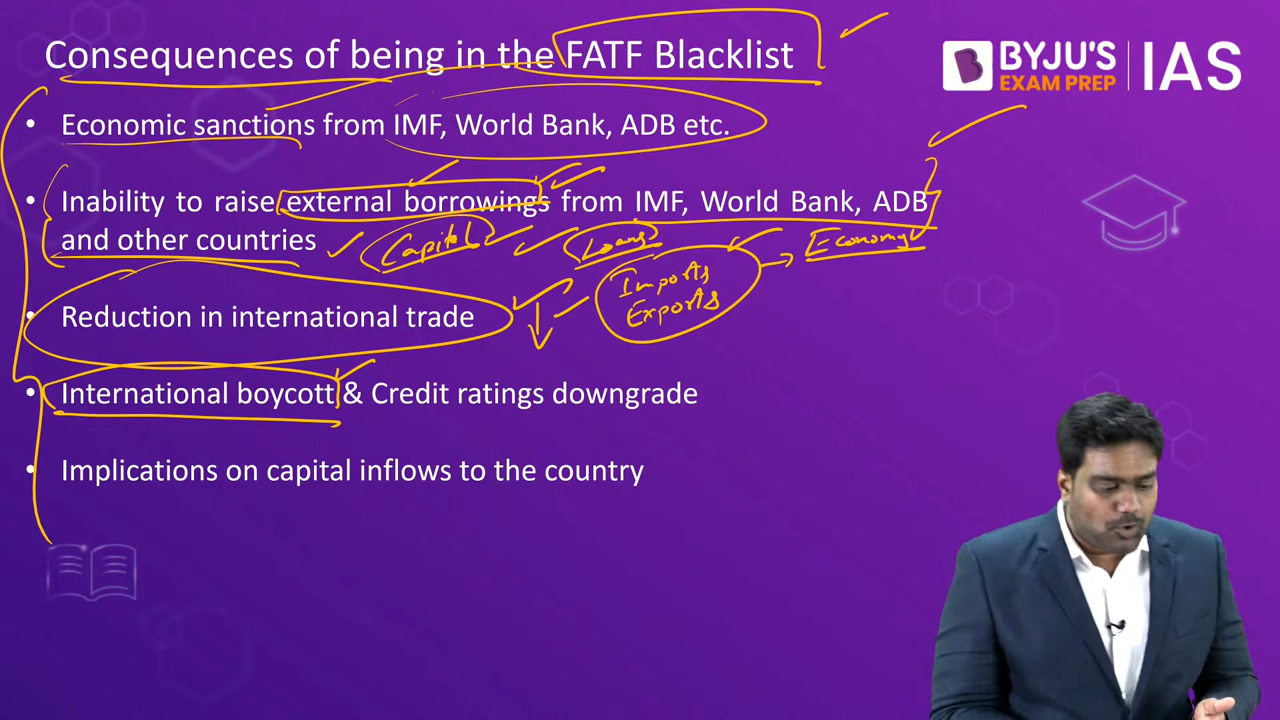 Consequences of being in the FATF Blacklist
BYJU'S
EXAM PREP
IAS
• Economic sanctions from IMF, World Bank, ADB etc.
• Inability to raise external borrowings from IMF, World Bank, ADB
and other countries
Capital
Loans
Economy
Imports
Exports
• Reduction in international trade
• International boycott & Credit ratings downgrade
• Implications on capital inflows to the country